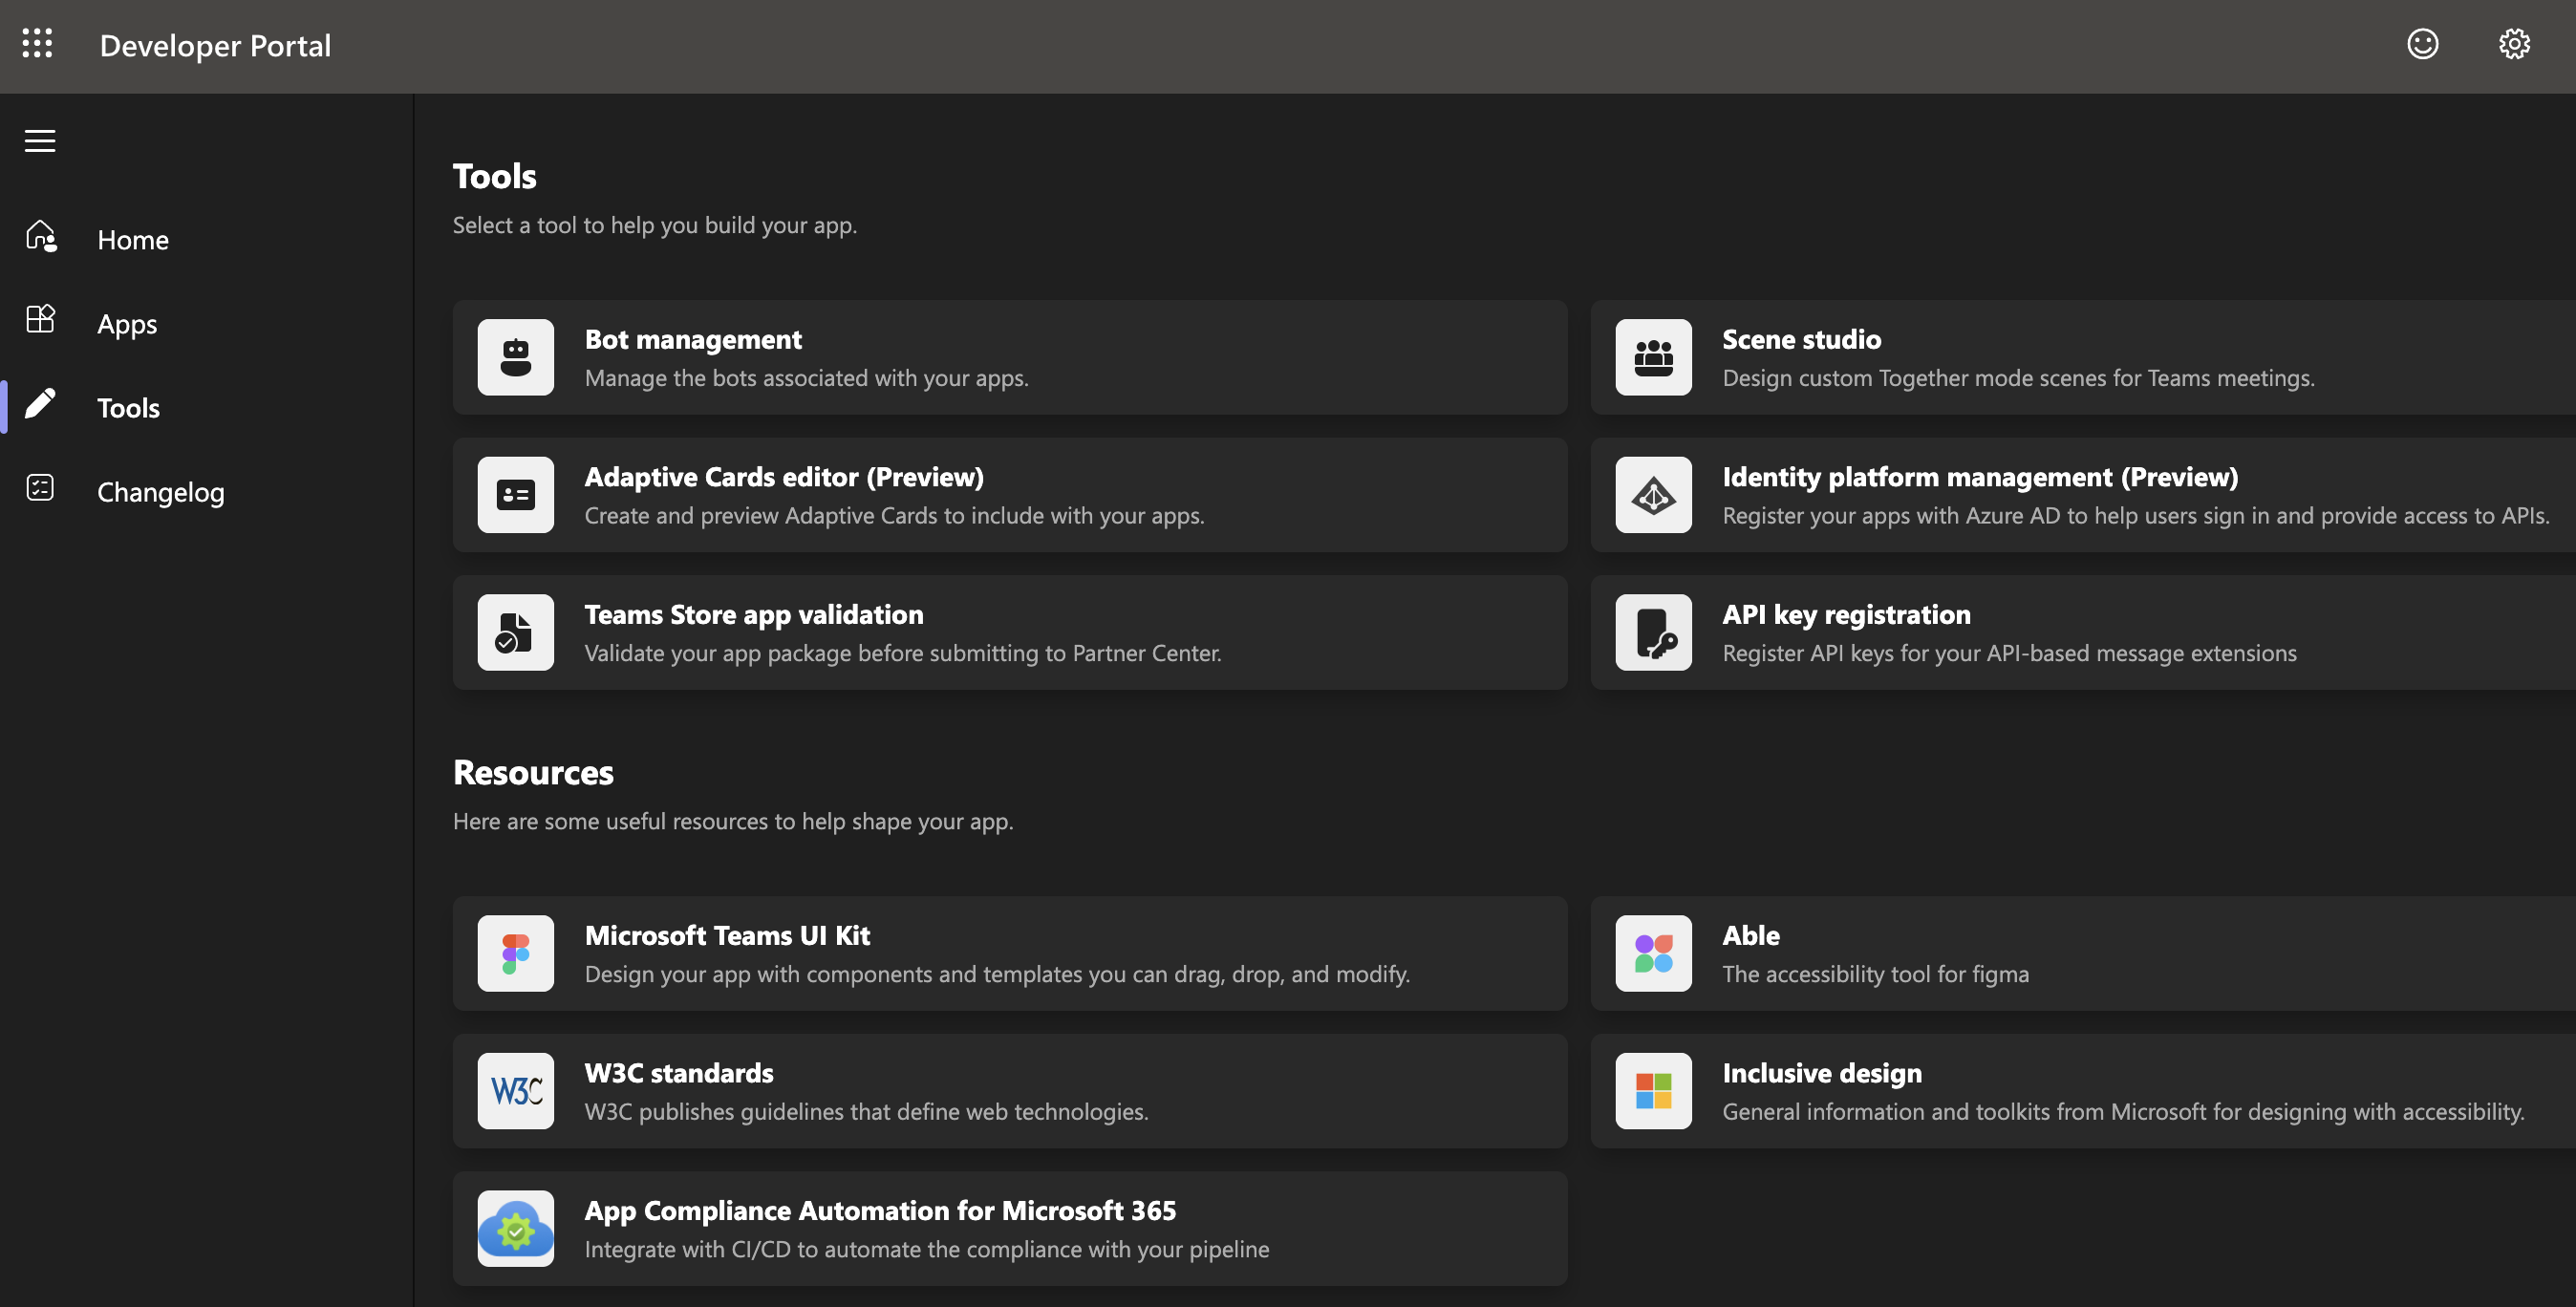 Developer Portal
Home
Apps
Tools
Changelog
Tools
Select a tool to help you build your app.
Bot management
Manage the bots associated with your apps.
Scene studio
Design custom Together mode scenes for Teams meetings.
Adaptive Cards editor (Preview)
Create and preview Adaptive Cards to include with your apps.
Identity platform management (Preview)
Register your apps with Azure AD to help users sign in and provide access to APIs.
Teams Store app validation
Validate your app package before submitting to Partner Center.
API key registration
Register API keys for your API-based message extensions
Resources
Here are some useful resources to help shape your app.
Microsoft Teams UI Kit
Design your app with components and templates you can drag, drop, and modify.
Able
The accessibility tool for figma
W3C
W3C standards
W3C publishes guidelines that define web technologies.
Inclusive design
General information and toolkits from Microsoft for designing with accessibility.
App Compliance Automation for Microsoft 365
Integrate with CI/CD to automate the compliance with your pipeline